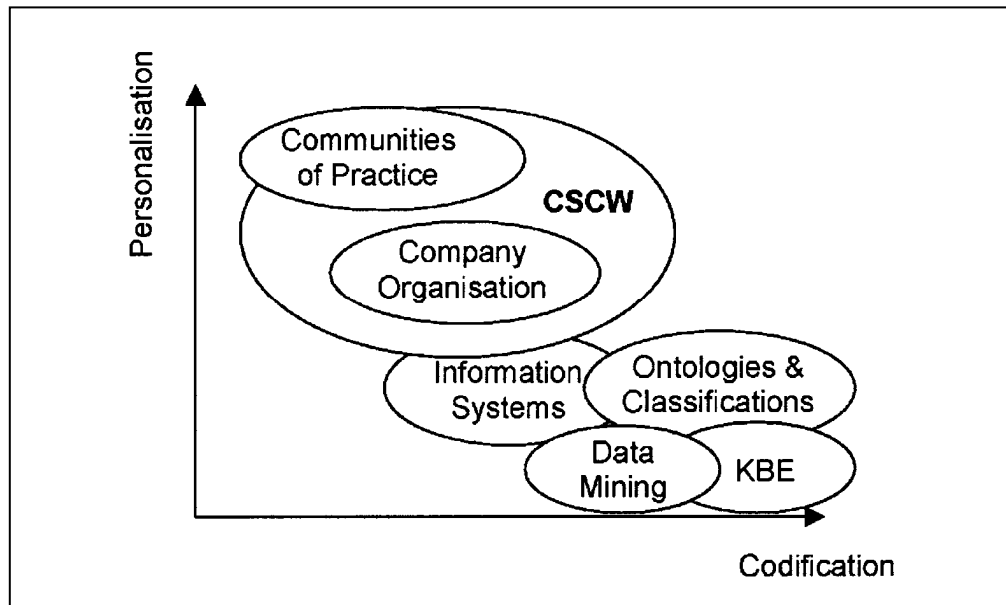 Personalisation
Communities
of Practice
CSCW
Company
Organisation
Information
Systems
Ontologies &
Classifications
Data
Mining
KBE
Codification